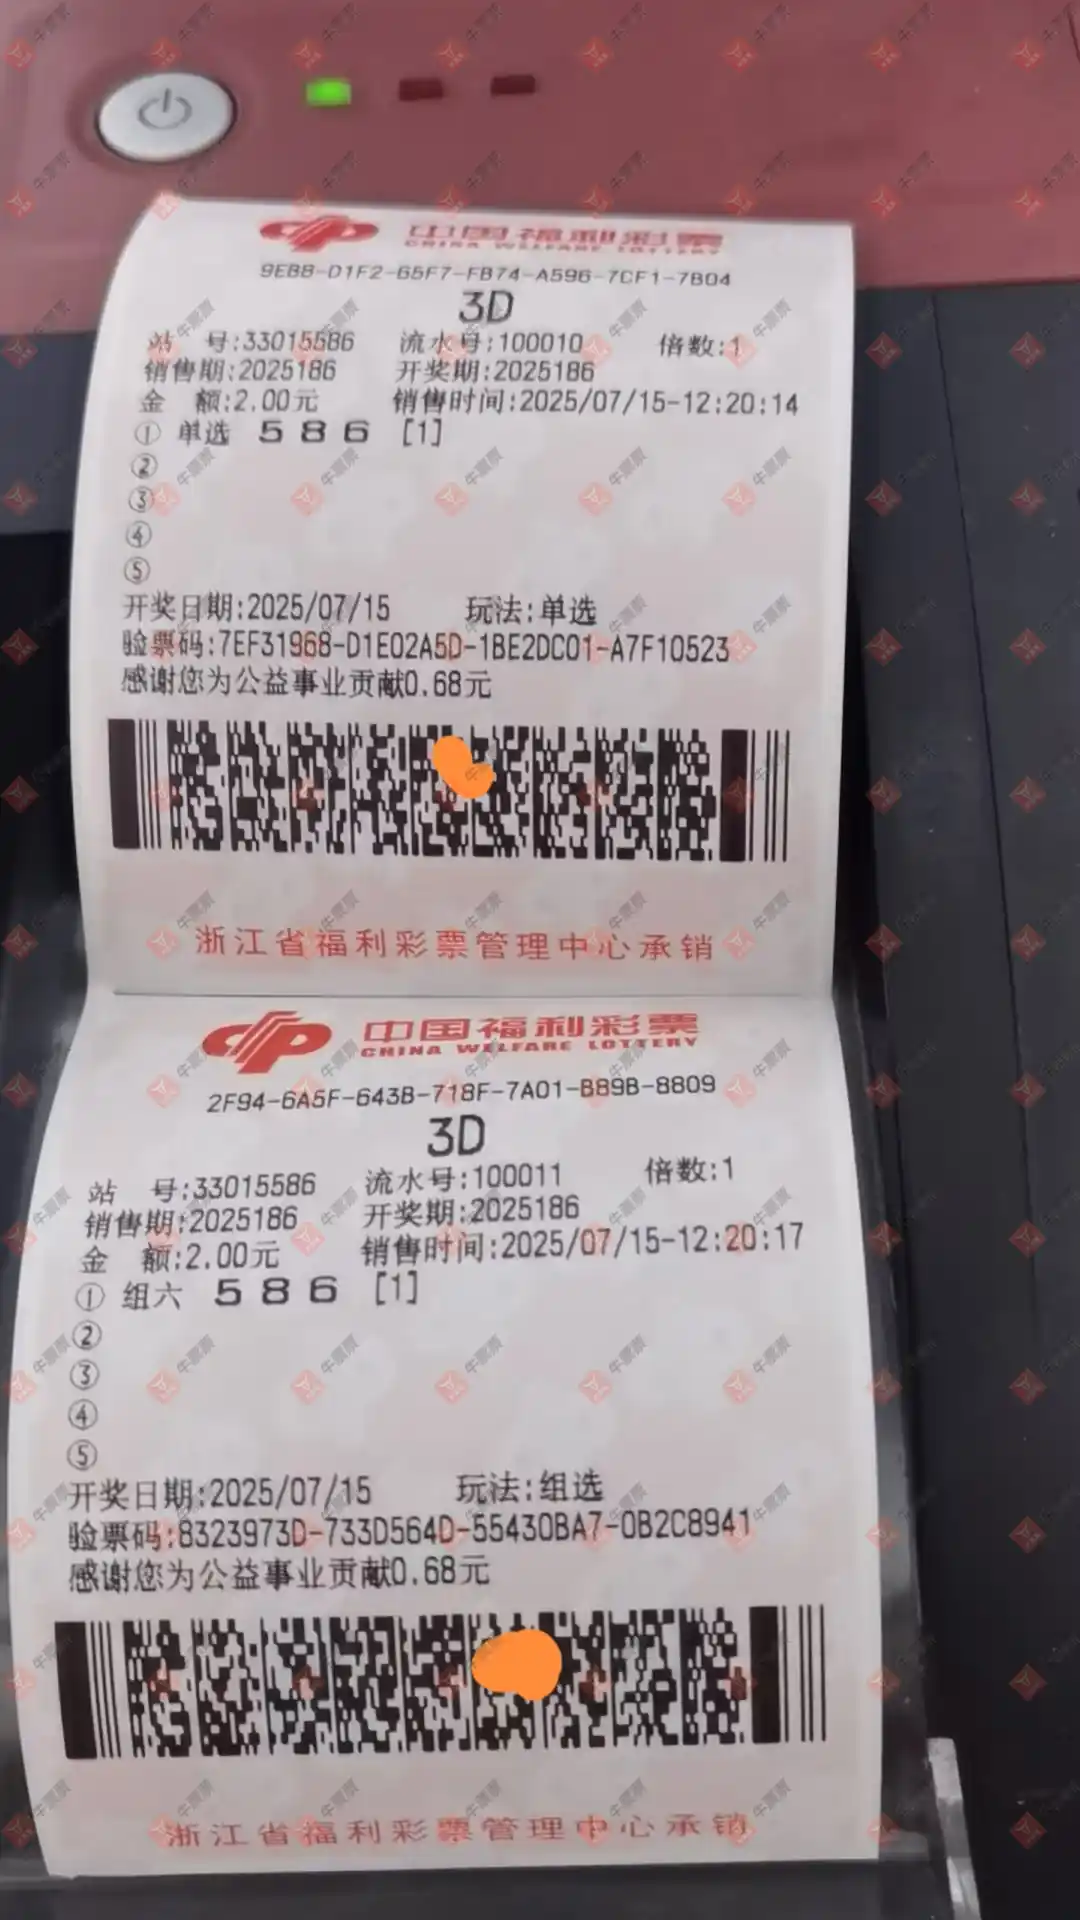 中国福利彩票
CHINA WELFARE LOTTERY
9EBB-D1F2-65F7-FB74-A596-7CF1-7B04
3D
站 号:33015586 流水号:100010 倍数:1
销售期:2025186 开奖期:2025186
金 额:2.00元 销售时间:2025/07/15-12:20:14
① 单选 5 8 6 [1]
②
③
④
⑤
开奖日期:2025/07/15 玩法:单选
验票码:7EF31968-D1E02A5D-1BE2DC01-A7F10523
感谢您为公益事业贡献0.68元
浙江省福利彩票管理中心承销
中国福利彩票
CHINA WELFARE LOTTERY
2F94-6A5F-643B-718F-7A01-B89B-8809
3D
站 号:33015586 流水号:100011 倍数:1
销售期:2025186 开奖期:2025186
金 额:2.00元 销售时间:2025/07/15-12:20:17
① 组六 5 8 6 [1]
②
③
④
⑤
开奖日期:2025/07/15 玩法:组选
验票码:8323973D-733D564D-55430BA7-0B2C8941
感谢您为公益事业贡献0.68元
浙江省福利彩票管理中心承销
牛票票